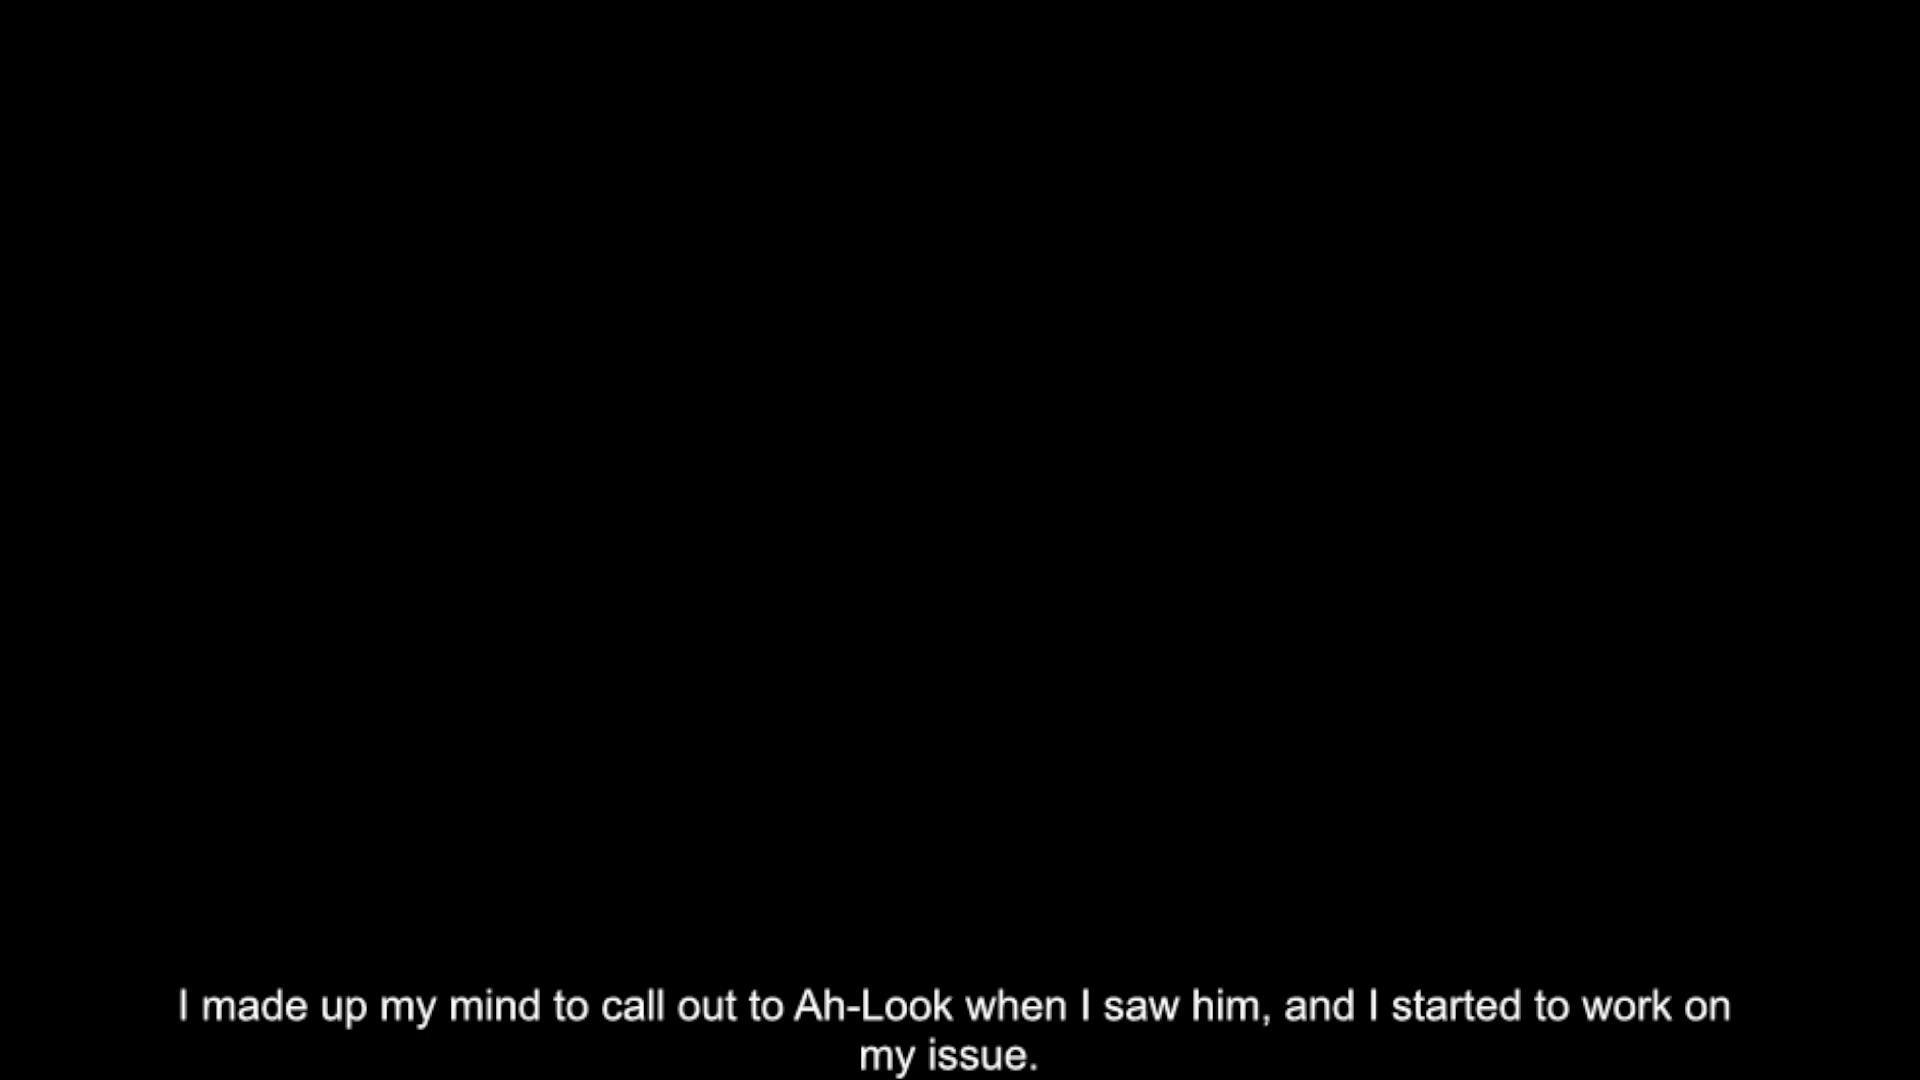 I made up my mind to call out to Ah-Look when I saw him, and I started to work on
my issue.